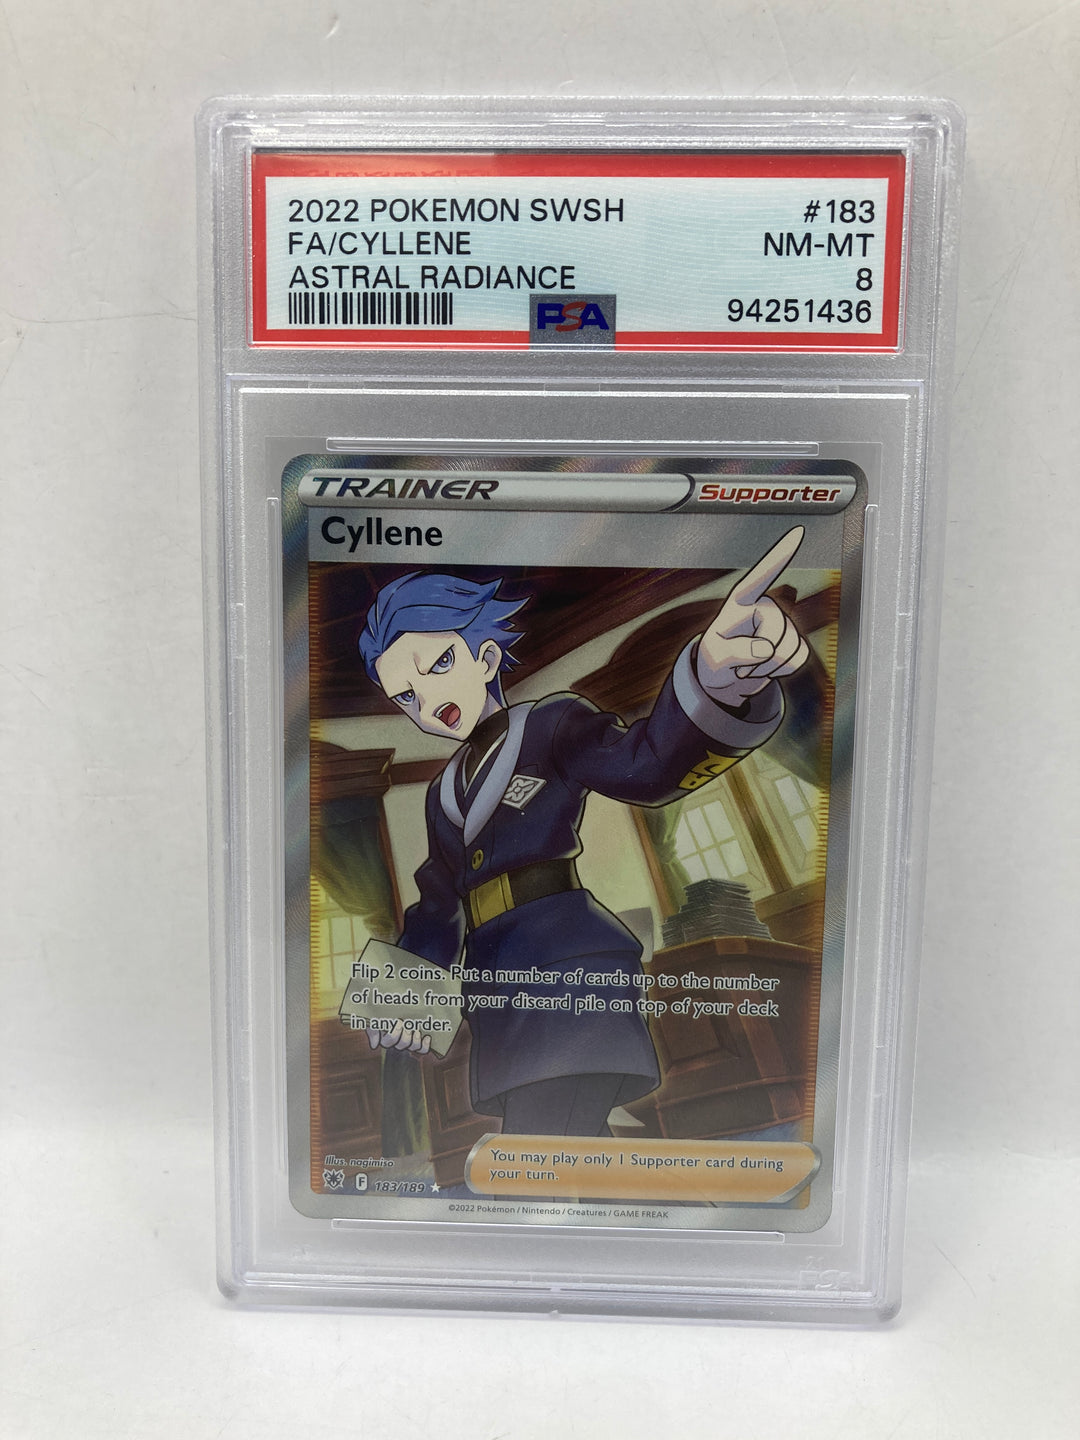 2022 POKEMON SWSH #183
FA/CYLLENE NM-MT
ASTRAL RADIANCE 8
PSA 94251436
TRAINER Supporter
Cyllene
Flip 2 coins. Put a number of cards up to the number
of heads from your discard pile on top of your deck
in any order.
You may play only 1 Supporter card during
your turn.
Illus. nagimiso
F 183/189
©2022 Pokémon / Nintendo / Creatures / GAME FREAK
PSA